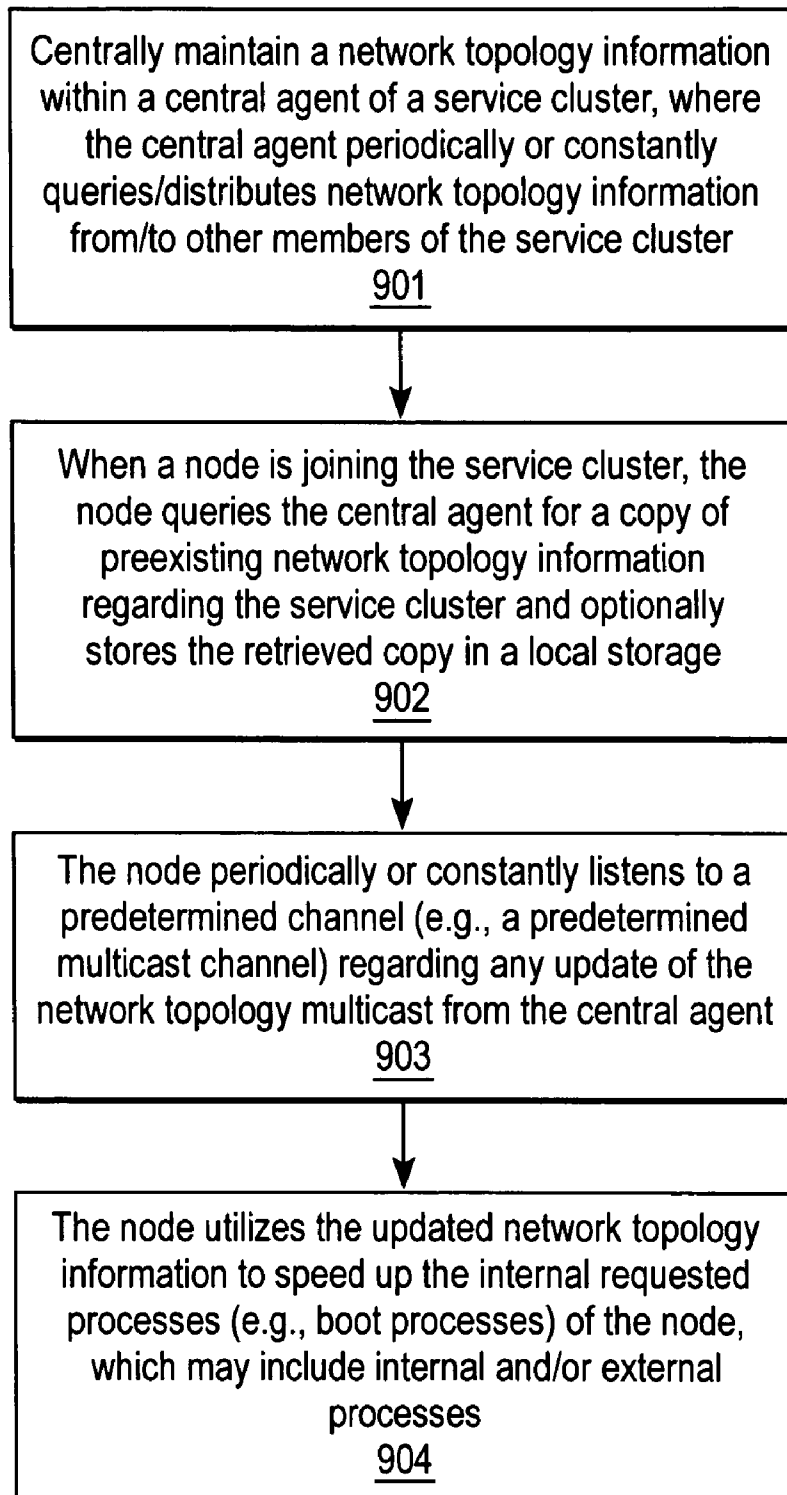 Centrally maintain a network topology information
within a central agent of a service cluster, where
the central agent periodically or constantly
queries/distributes network topology information
from/to other members of the service cluster
901
When a node is joining the service cluster, the
node queries the central agent for a copy of
preexisting network topology information
regarding the service cluster and optionally
stores the retrieved copy in a local storage
902
The node periodically or constantly listens to a
predetermined channel (e.g., a predetermined
multicast channel) regarding any update of the
network topology multicast from the central agent
903
The node utilizes the updated network topology
information to speed up the internal requested
processes (e.g., boot processes) of the node,
which may include internal and/or external
processes
904